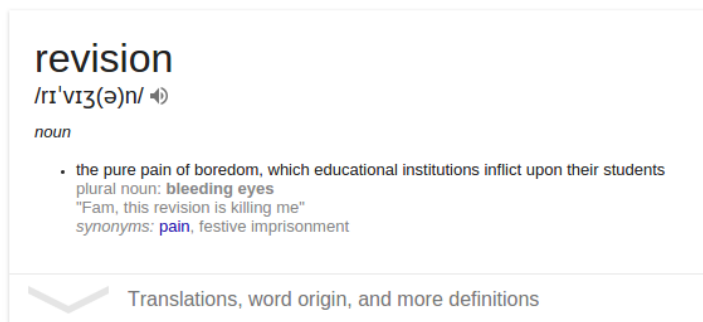 revision
/rɪˈvɪʒ(ə)n/
noun
• the pure pain of boredom, which educational institutions inflict upon their students
plural noun: bleeding eyes
"Fam, this revision is killing me"
synonyms: pain, festive imprisonment
Translations, word origin, and more definitions